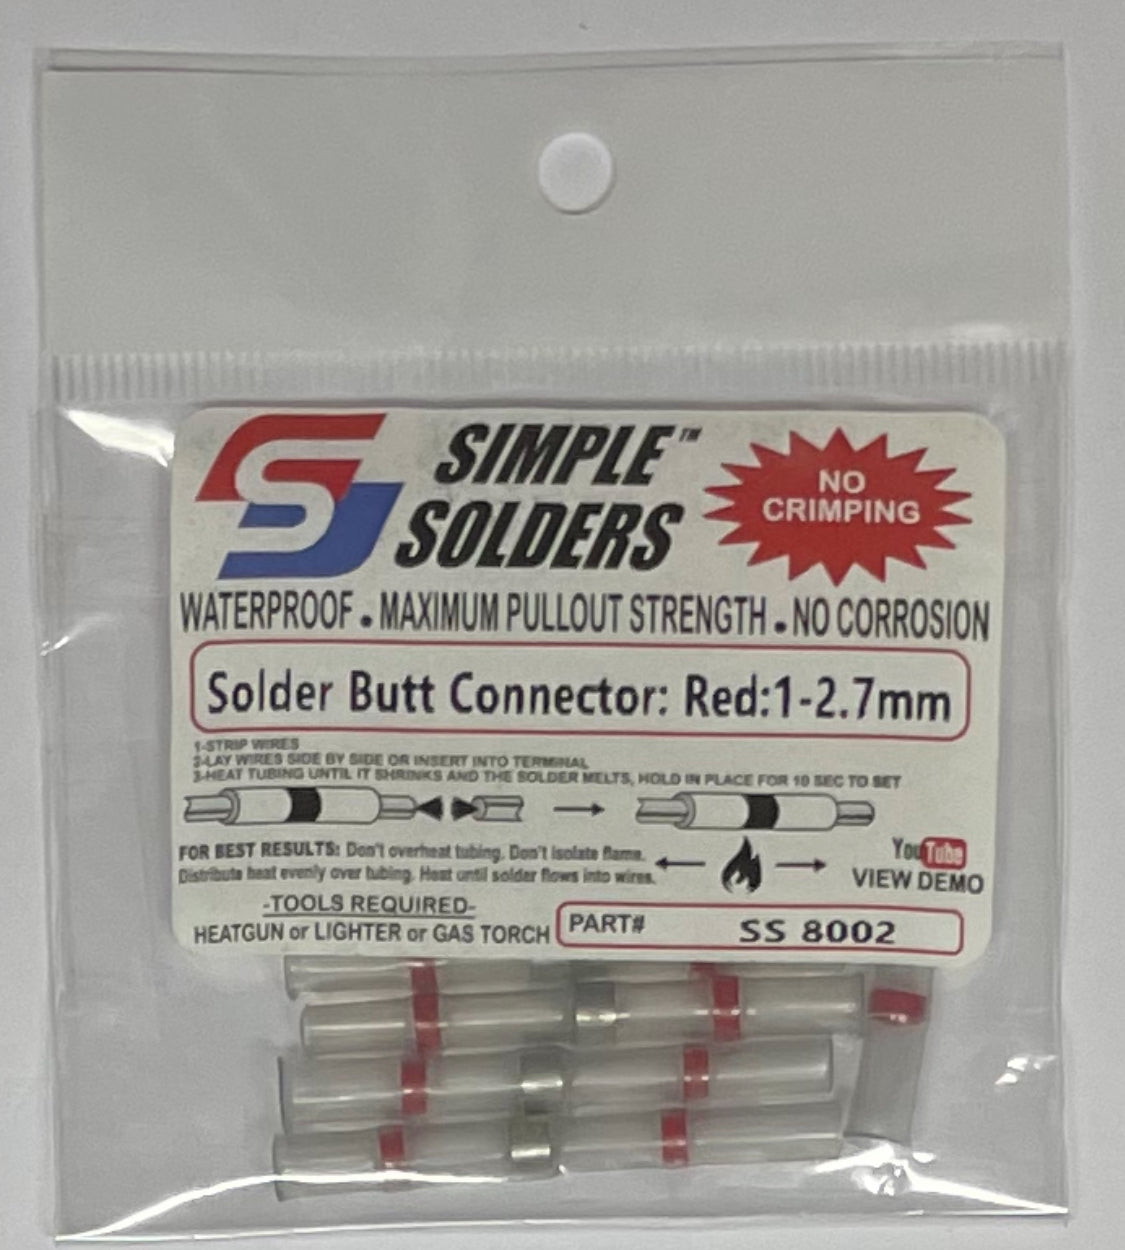 SIMPLE™
SOLDERS
NO
CRIMPING
WATERPROOF . MAXIMUM PULLOUT STRENGTH . NO CORROSION
Solder Butt Connector: Red:1-2.7mm
1-STRIP WIRES
2-LAY WIRES SIDE BY SIDE OR INSERT INTO TERMINAL
3-HEAT TUBING UNTIL IT SHRINKS AND THE SOLDER MELTS, HOLD IN PLACE FOR 10 SEC TO SET
FOR BEST RESULTS: Don't overheat tubing. Don't isolate flame.
Distribute heat evenly over tubing. Heat until solder flows into wires.
YouTube
VIEW DEMO
-TOOLS REQUIRED-
HEATGUN or LIGHTER or GAS TORCH
PART# SS 8002